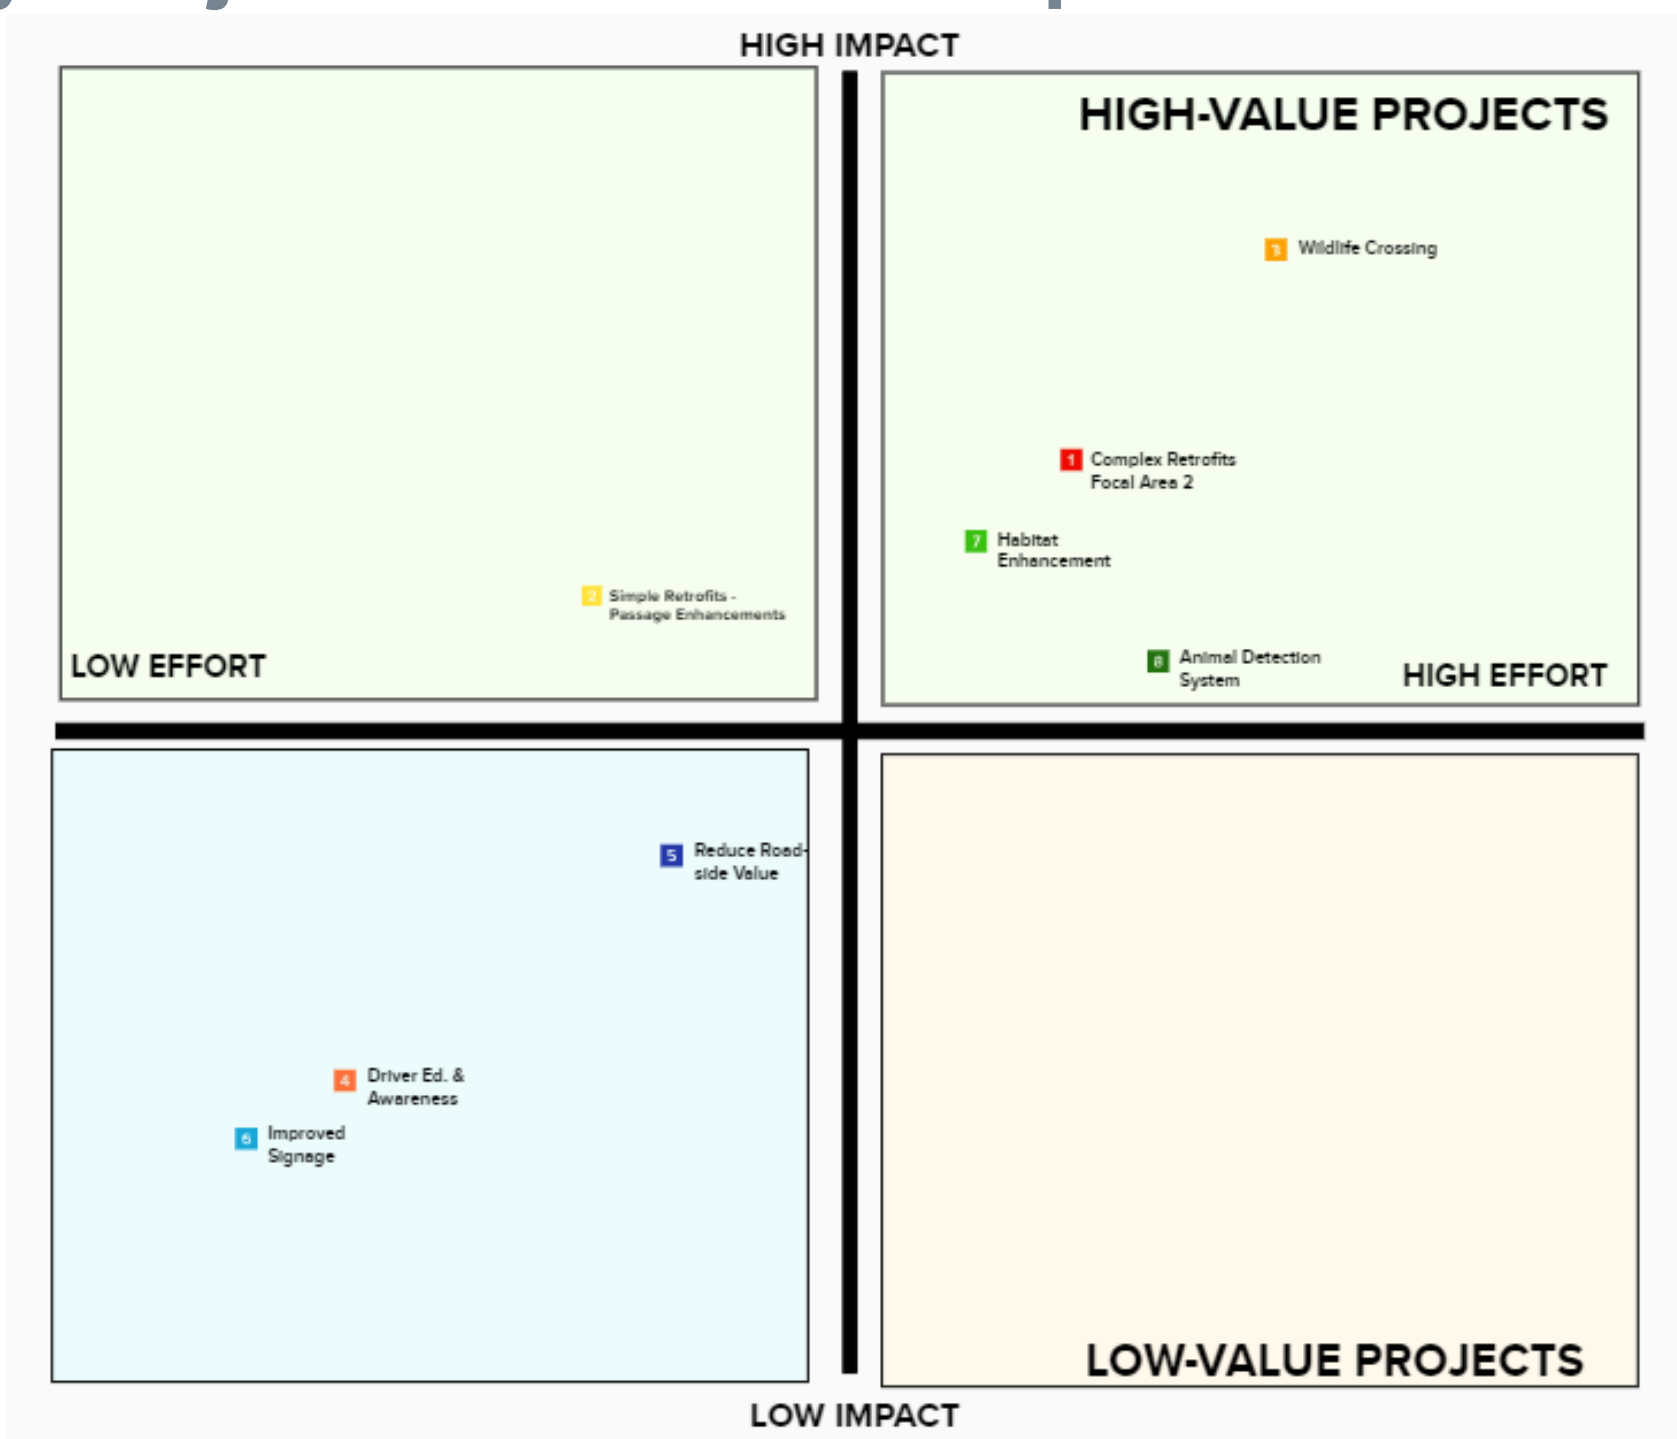 HIGH IMPACT
HIGH-VALUE PROJECTS
3 Wildlife Crossing
1 Complex Retrofits
Focal Area 2
7 Habitat
Enhancement
2 Simple Retrofits -
Passage Enhancements
8 Animal Detection
System
LOW EFFORT
HIGH EFFORT
5 Reduce Road-
side Value
4 Driver Ed. &
Awareness
6 Improved
Signage
LOW-VALUE PROJECTS
LOW IMPACT